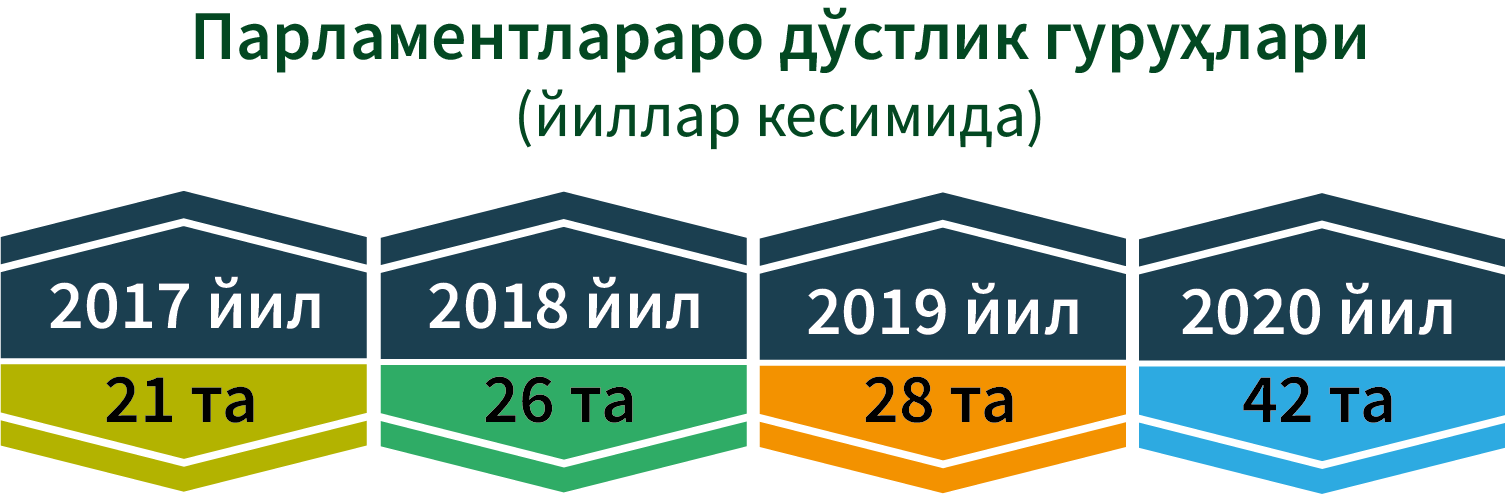 Парламентлараро дўстлик гуруҳлари
(йиллар кесимида)
2017 йил
21 та
2018 йил
26 та
2019 йил
28 та
2020 йил
42 та